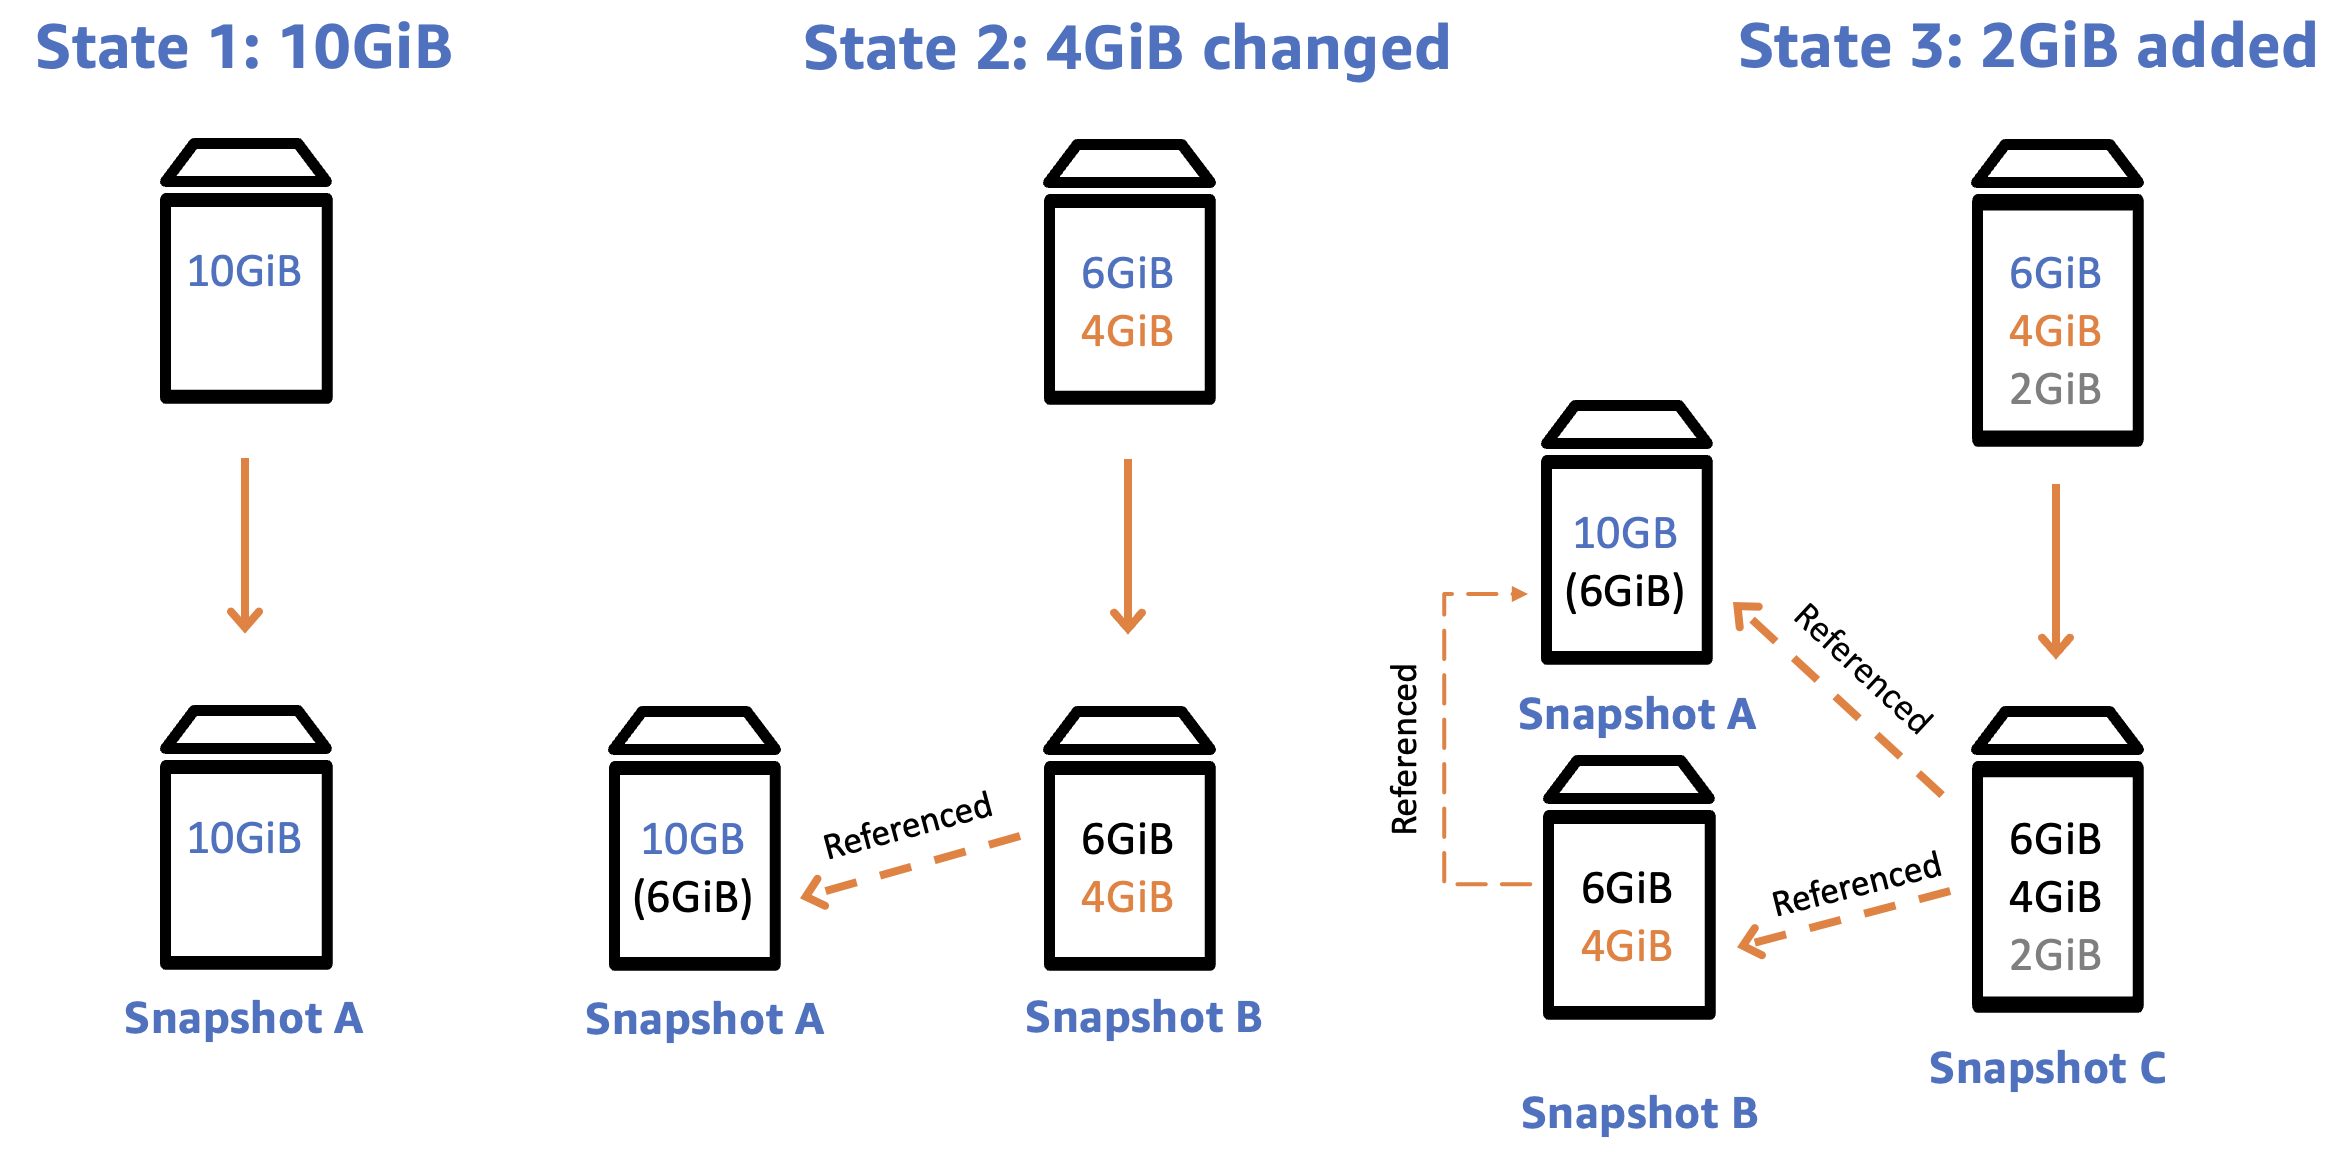 State 1: 10GiB
State 2: 4GiB changed
State 3: 2GiB added
10GiB
6GiB
4GiB
6GiB
4GiB
2GiB
10GiB
Snapshot A
10GB
(6GiB)
Snapshot A
Referenced
6GiB
4GiB
Snapshot B
Referenced
10GB
(6GiB)
Snapshot A
6GiB
4GiB
Snapshot B
Referenced
Referenced
6GiB
4GiB
2GiB
Snapshot C